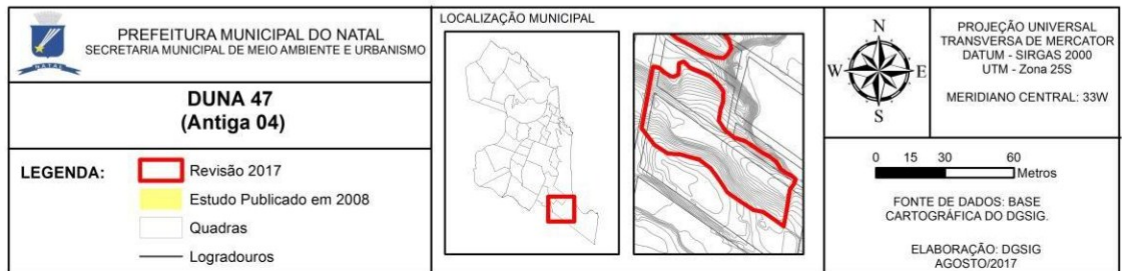 PREFEITURA MUNICIPAL DO NATAL
SECRETARIA MUNICIPAL DE MEIO AMBIENTE E URBANISMO
NATAL
DUNA 47
(Antiga 04)
LEGENDA:
Revisão 2017
Estudo Publicado em 2008
Quadras
Logradouros
LOCALIZAÇÃO MUNICIPAL
N
W
E
S
PROJEÇÃO UNIVERSAL
TRANSVERSA DE MERCATOR
DATUM - SIRGAS 2000
UTM - Zona 25S
MERIDIANO CENTRAL: 33W
0 15 30 60
Metros
FONTE DE DADOS: BASE
CARTOGRÁFICA DO DGSIG.
ELABORAÇÃO: DGSIG
AGOSTO/2017